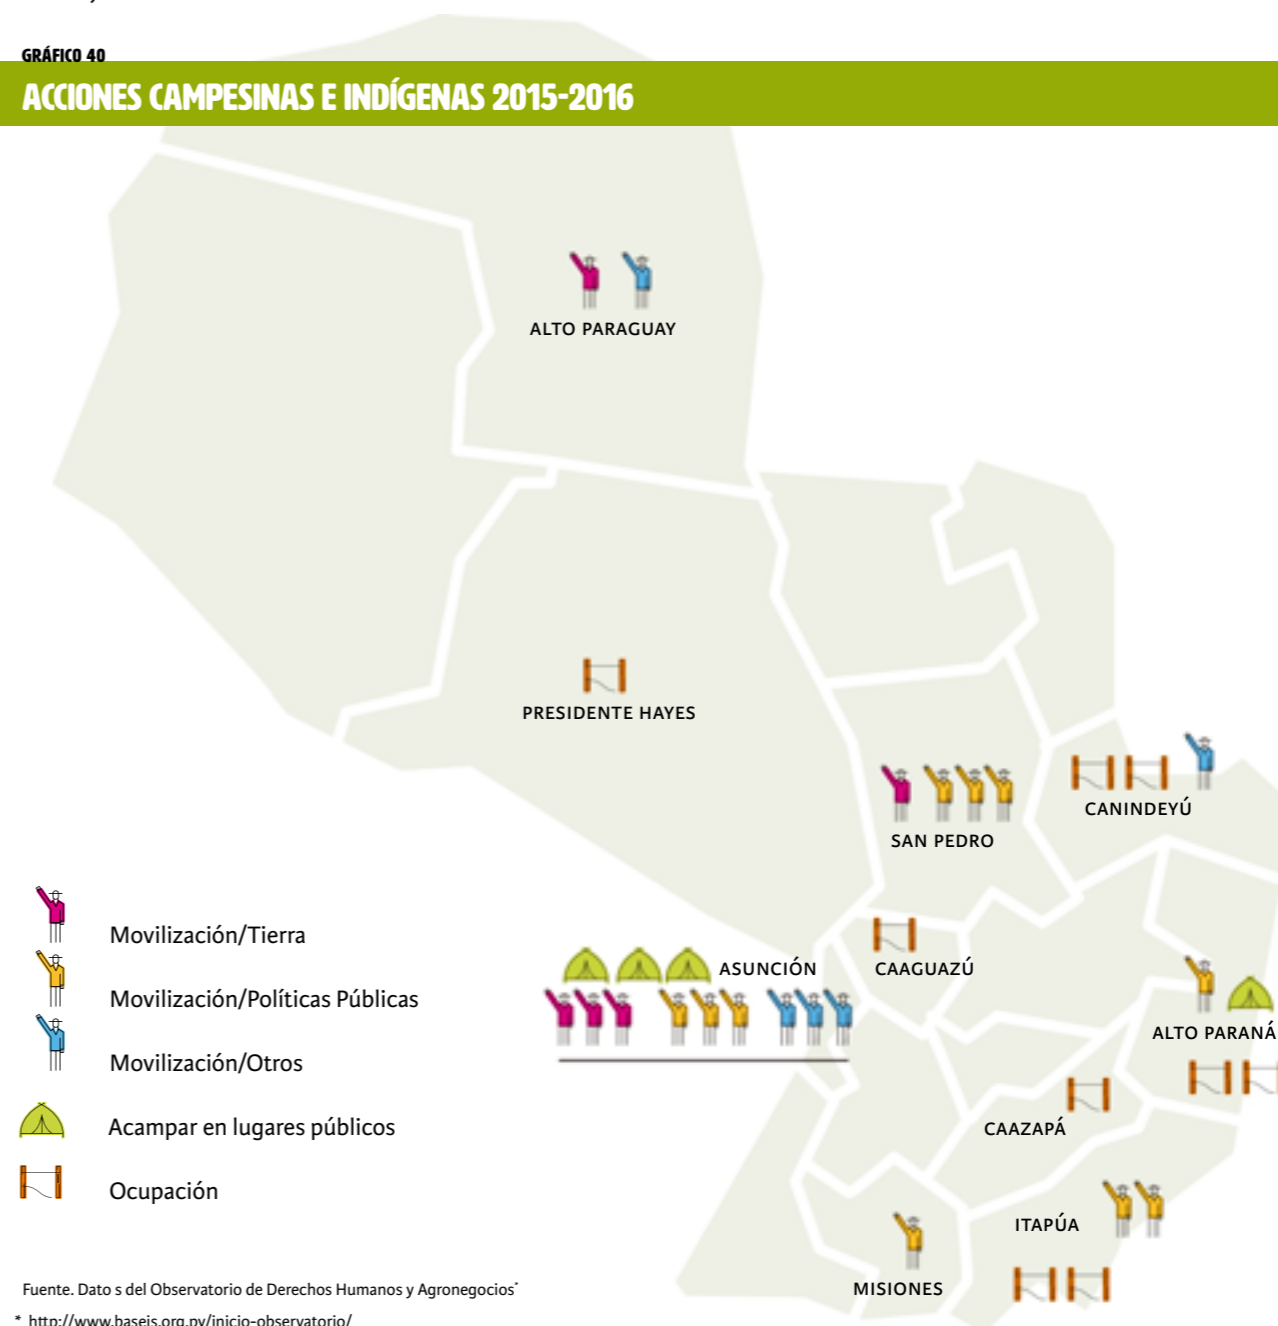 GRÁFICO 40
ACCIONES CAMPESINAS E INDÍGENAS 2015-2016
ALTO PARAGUAY
PRESIDENTE HAYES
CANINDEYÚ
SAN PEDRO
ASUNCIÓN
CAAGUAZÚ
ALTO PARANÁ
CAAZAPÁ
ITAPÚA
MISIONES
Movilización/Tierra
Movilización/Políticas Públicas
Movilización/Otros
Acampar en lugares públicos
Ocupación
Fuente. Dato s del Observatorio de Derechos Humanos y Agronegocios*
* http://www.baseis.org.py/inicio-observatorio/